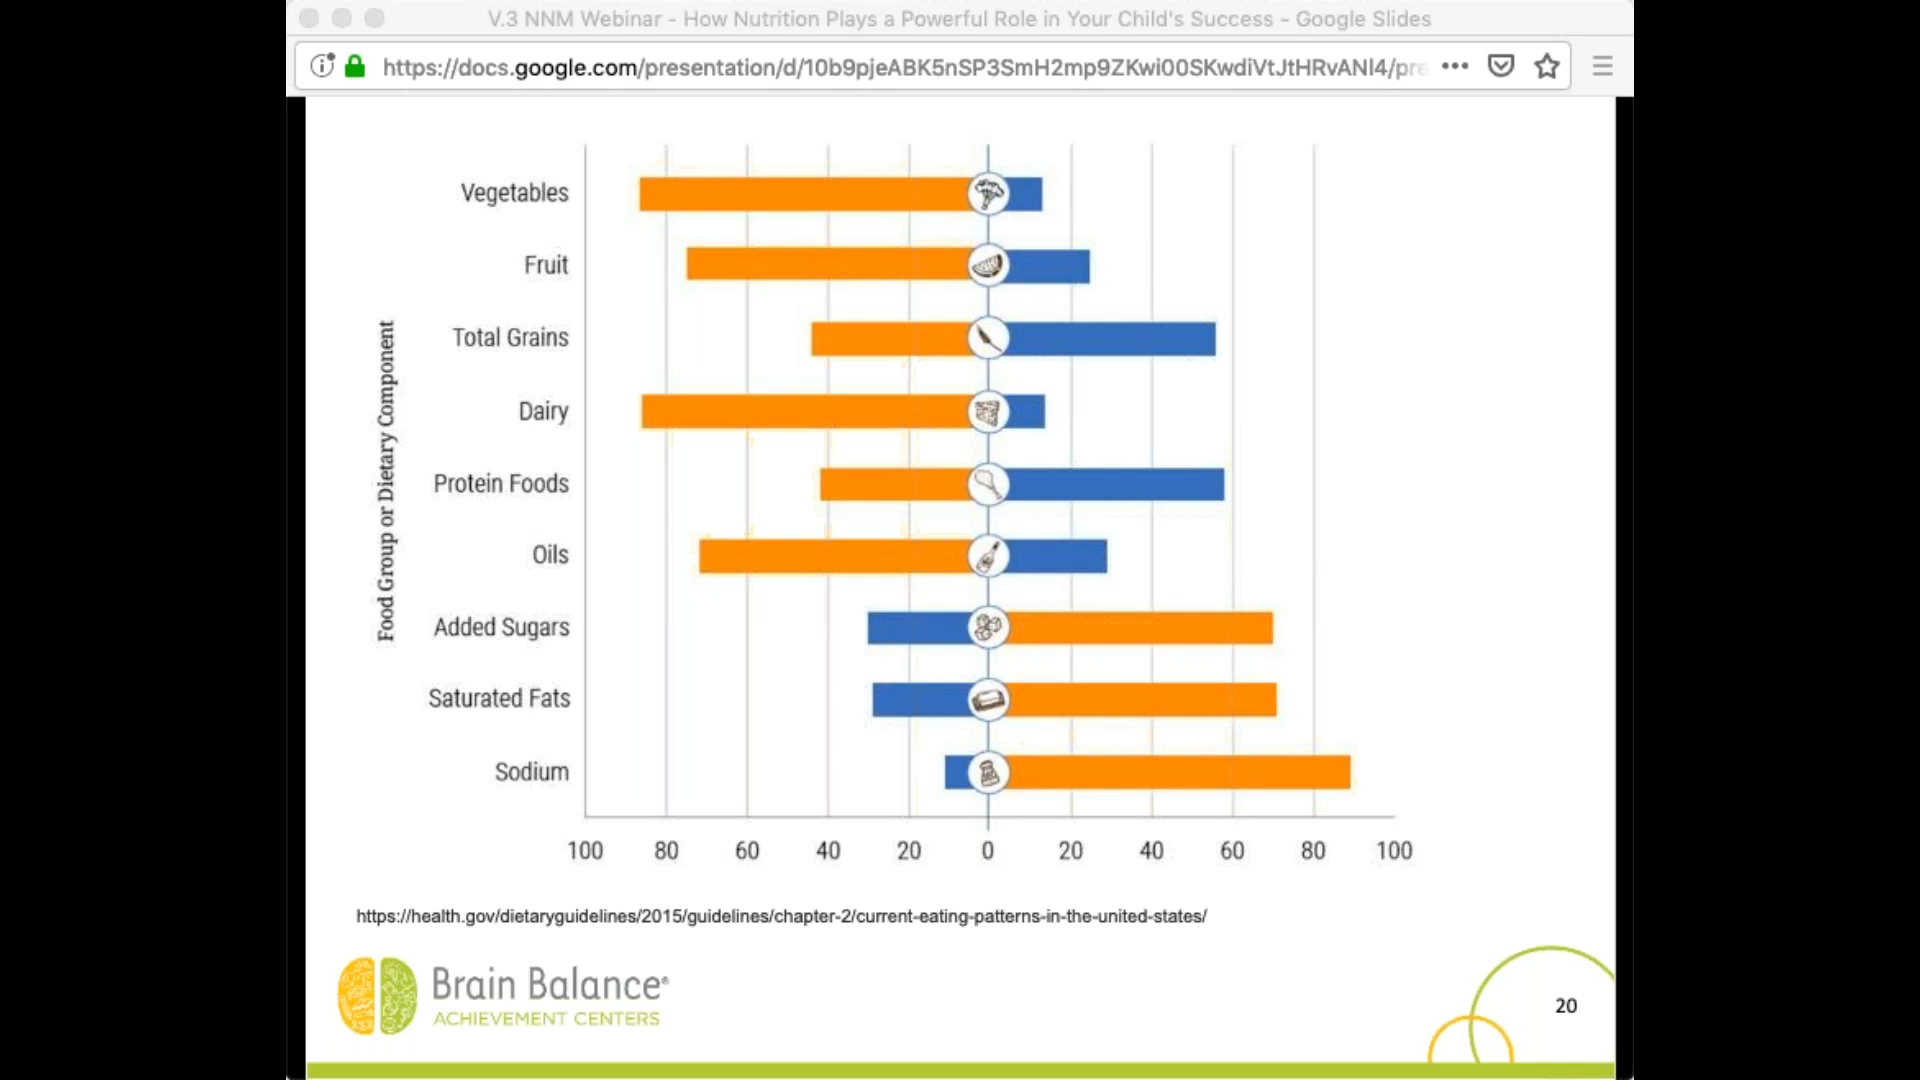 V.3 NNM Webinar - How Nutrition Plays a Powerful Role in Your Child's Success - Google Slides
https://docs.google.com/presentation/d/10b9pjeABK5nSP3SmH2mp9ZKwi00SKwdiVtJtHRvANl4/pre
Food Group or Dietary Component
Vegetables
Fruit
Total Grains
Dairy
Protein Foods
Oils
Added Sugars
Saturated Fats
Sodium
100 80 60 40 20 0 20 40 60 80 100
https://health.gov/dietaryguidelines/2015/guidelines/chapter-2/current-eating-patterns-in-the-united-states/
Brain Balance®
ACHIEVEMENT CENTERS
20